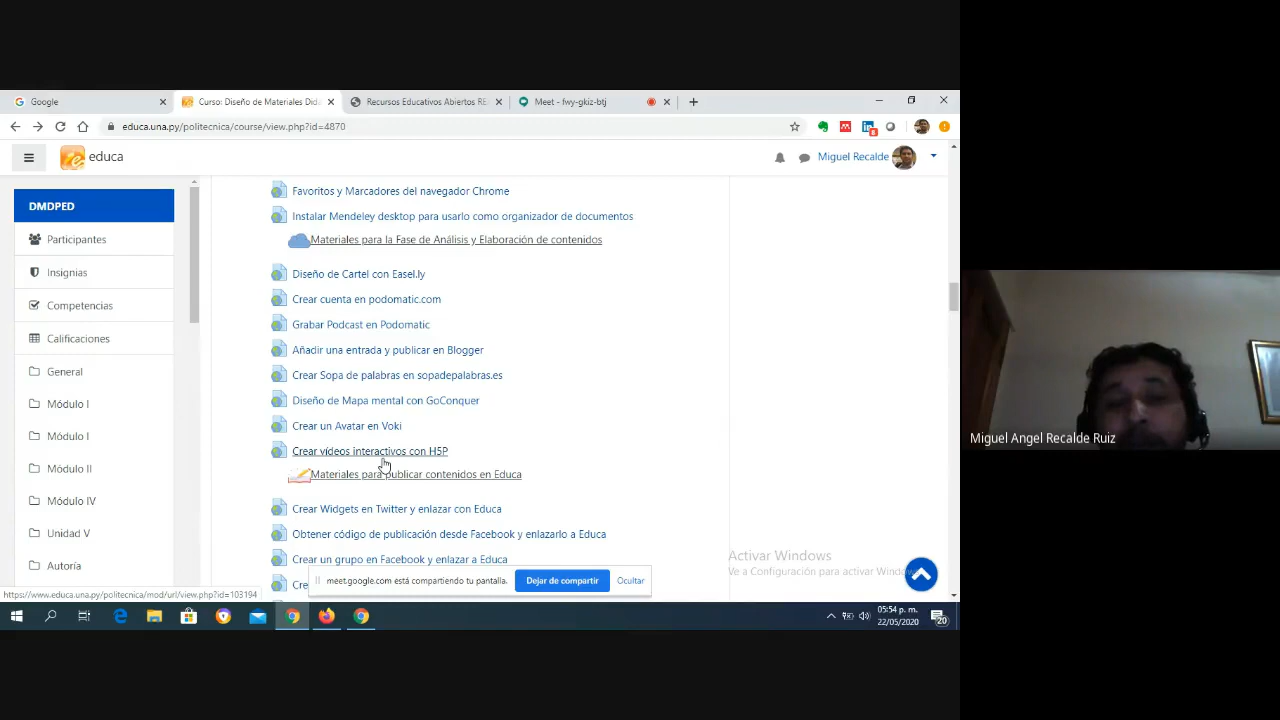 Google
Curso: Diseño de Materiales Did
Recursos Educativos Abiertos RE
Meet - fwy-gkiz-btj
educa.una.py/politecnica/course/view.php?id=4870
8
educa
Miguel Recalde
DMDPED
Participantes
Insignias
Competencias
Calificaciones
General
Módulo I
Módulo I
Módulo II
Módulo IV
Unidad V
Autoría
Favoritos y Marcadores del navegador Chrome
Instalar Mendeley desktop para usarlo como organizador de documentos
Materiales para la Fase de Análisis y Elaboración de contenidos
Diseño de Cartel con Easel.ly
Crear cuenta en podomatic.com
Grabar Podcast en Podomatic
Añadir una entrada y publicar en Blogger
Crear Sopa de palabras en sopadepalabras.es
Diseño de Mapa mental con GoConquer
Crear un Avatar en Voki
Crear vídeos interactivos con H5P
Materiales para publicar contenidos en Educa
Crear Widgets en Twitter y enlazar con Educa
Obtener código de publicación desde Facebook y enlazarlo a Educa
Crear un grupo en Facebook y enlazar a Educa
Activar Windows
Ve a Configuración para activar Windows
meet.google.com está compartiendo tu pantalla.
Dejar de compartir
Ocultar
https://www.educa.una.py/politecnica/mod/url/view.php?id=103194
05:54 p. m.
22/05/2020
20
Miguel Angel Recalde Ruiz